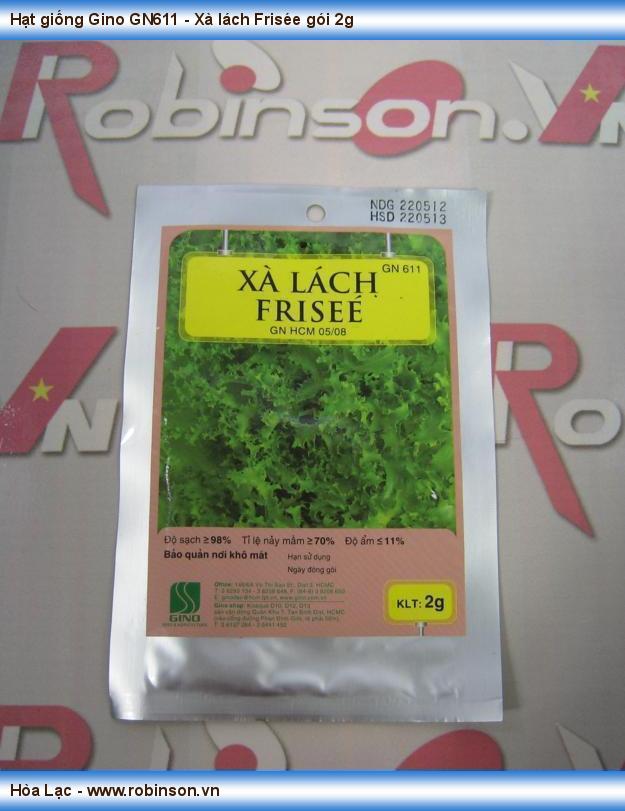 Hạt giống Gino GN611 - Xà lách Frisée gói 2g
Robinson.VN
NDG 220512
HSD 220513
GN 611
XÀ LÁCH
FRISEÉ
GN HCM 05/08
VN
Ro
Độ sạch ≥98% Tỉ lệ nảy mầm ≥70% Độ ẩm ≤11%
Bảo quản nơi khô mát
Hạn sử dụng
Ngày đóng gói
GINO
KLT: 2g
Hòa Lạc - www.robinson.vn